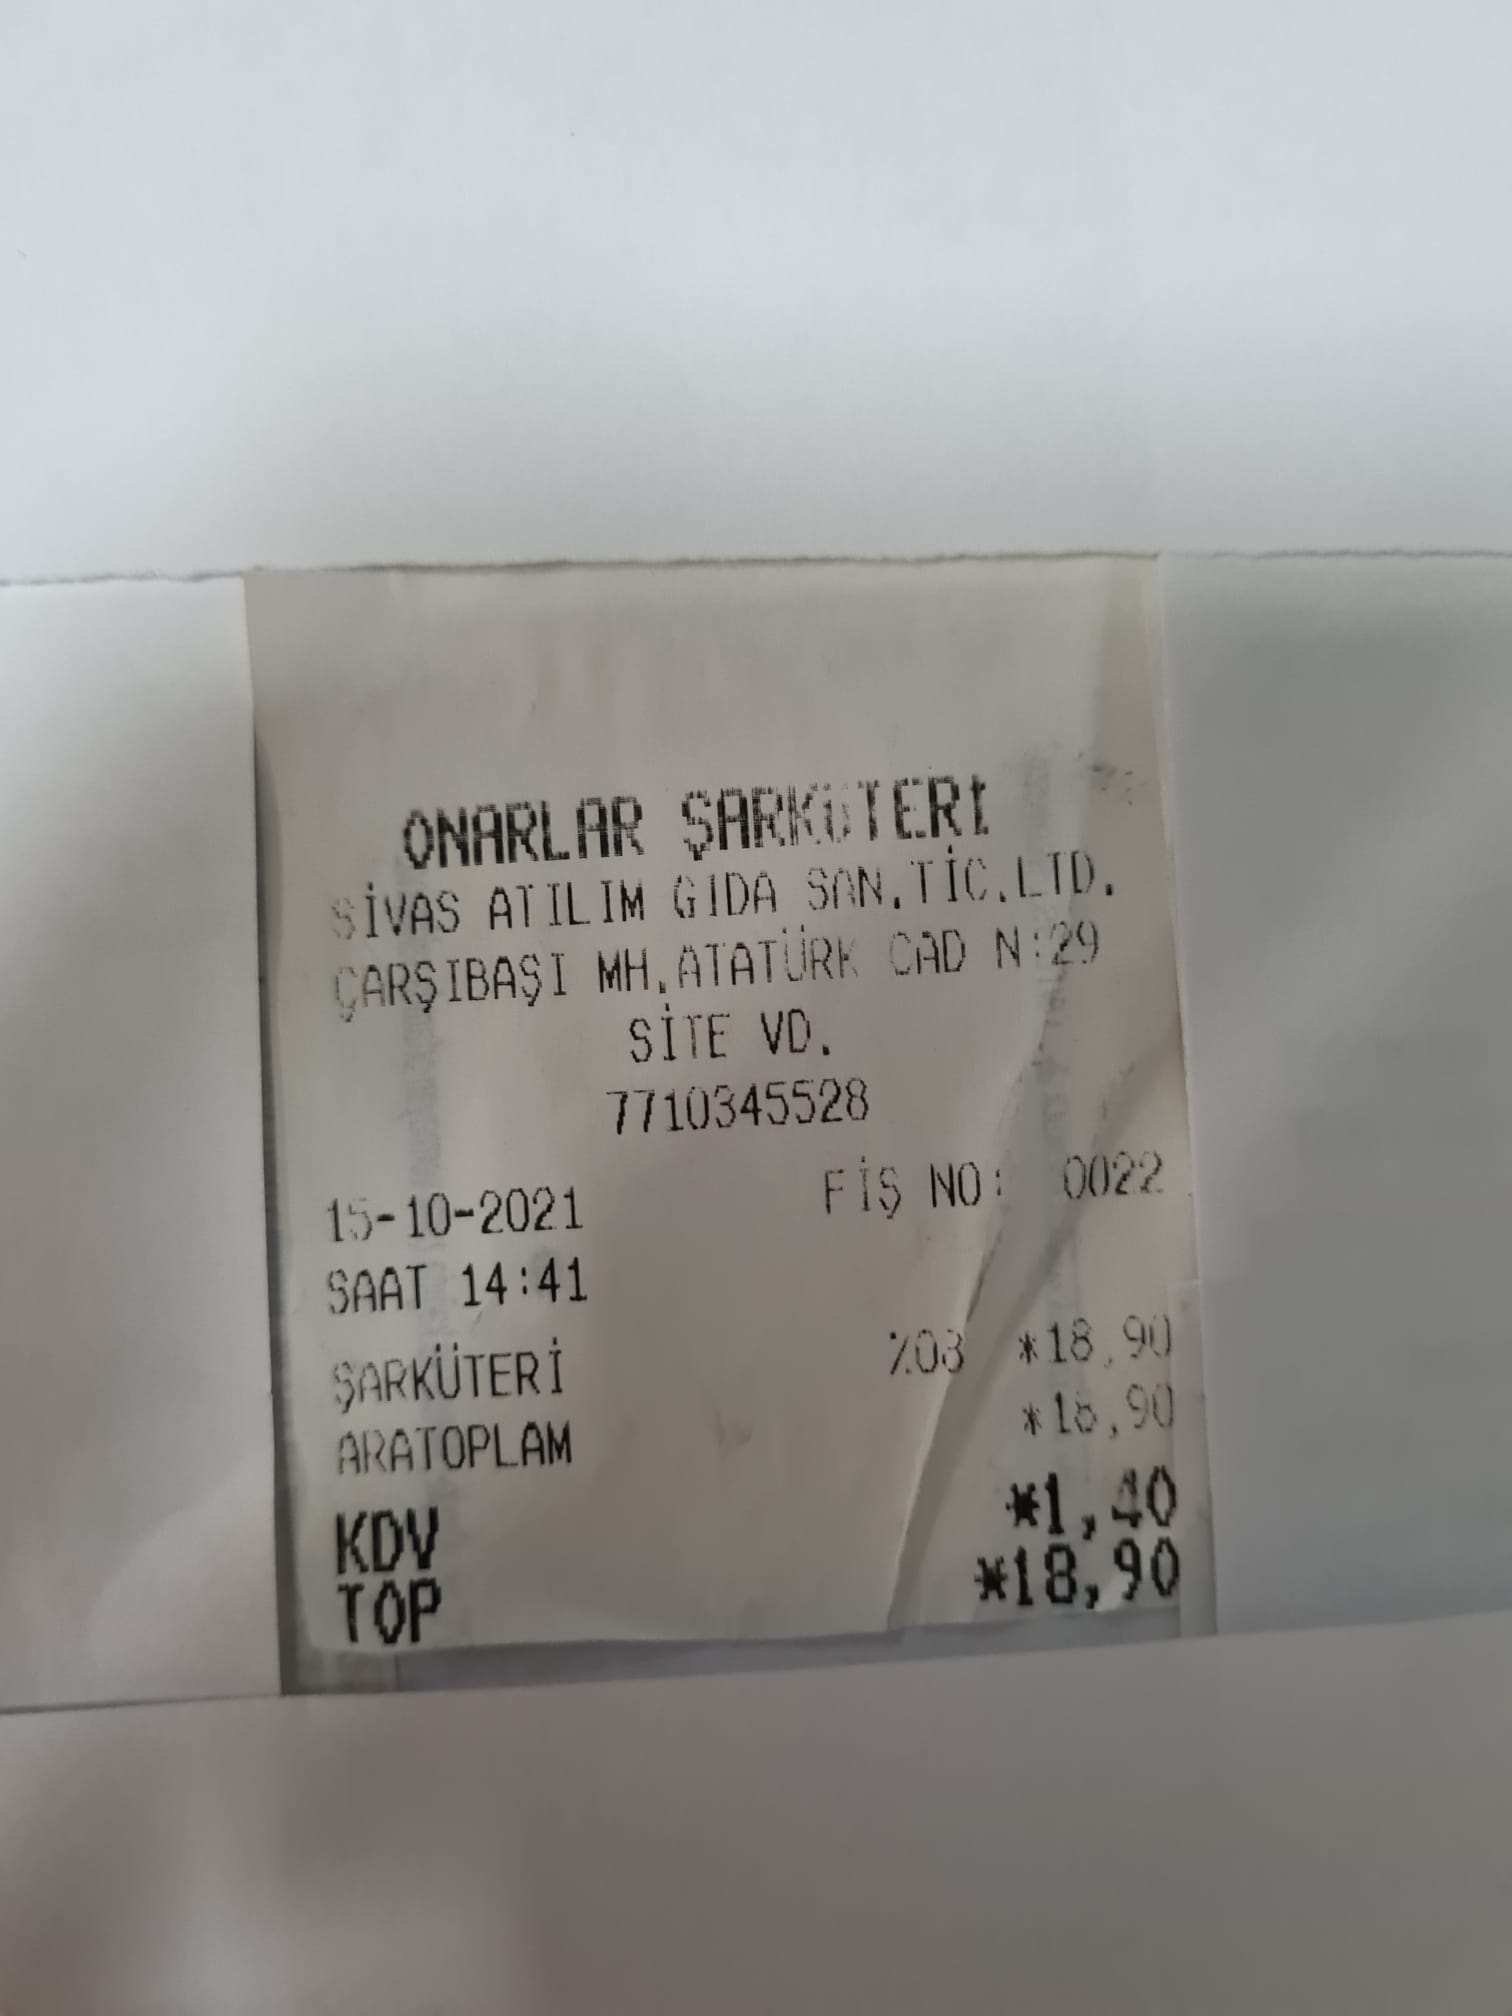 ONARLAR ŞARKÜTERİ
SİVAS ATILIM GIDA SAN.TİC.LTD.
ÇARŞIBAŞI MH.ATATÜRK CAD N:29
SİTE VD.
7710345528
15-10-2021 FİŞ NO: 0022
SAAT 14:41
ŞARKÜTERİ %08 *18,90
ARATOPLAM *18,90
KDV *1,40
TOP *18,90